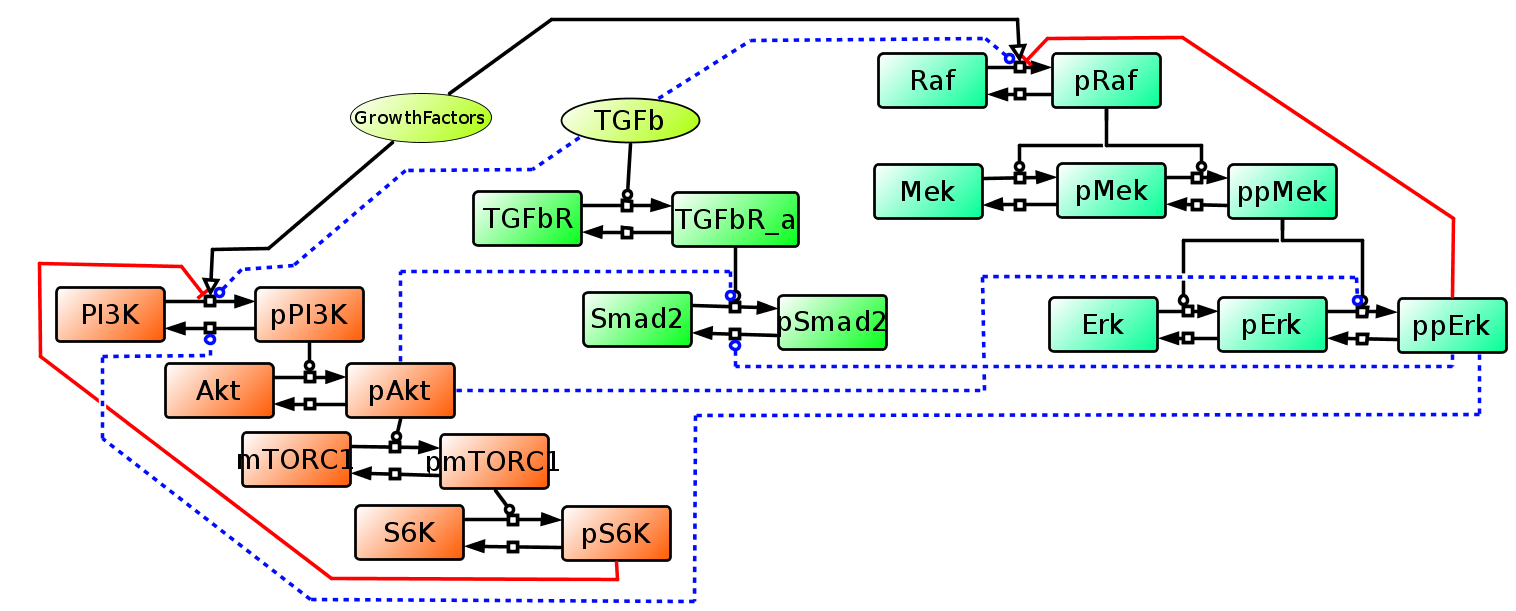 Raf
pRaf
GrowthFactors
TGFb
Mek
pMek
ppMek
TGFbR
TGFbR_a
PI3K
pPI3K
Smad2
pSmad2
Erk
pErk
ppErk
Akt
pAkt
mTORC1
pmTORC1
S6K
pS6K